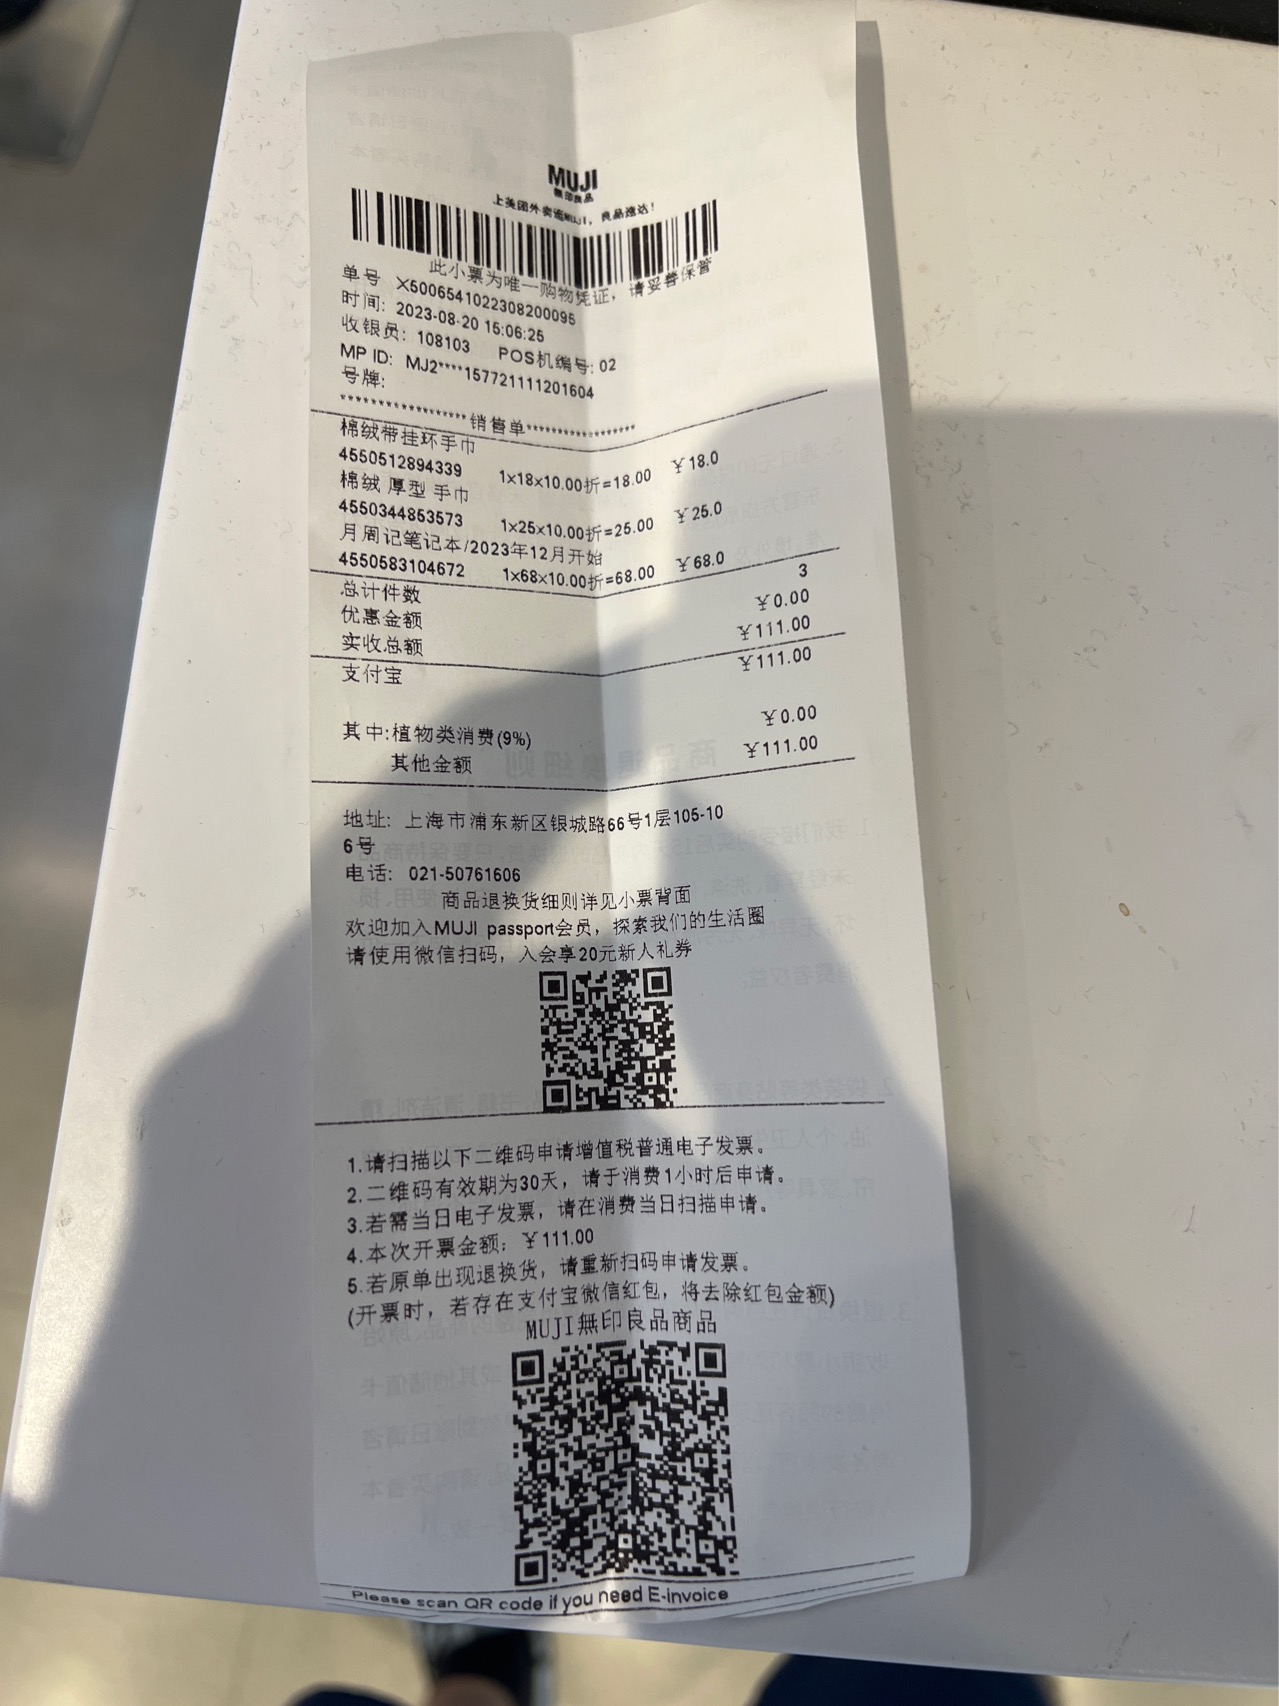 MUJI
無印良品
上美团外卖逛MUJI，良品速达！
此小票为唯一购物凭证，请妥善保管
单号 X5006541022308200095
时间: 2023-08-20 15:06:25
收银员: 108103 POS机编号: 02
MP ID: MJ2****157721111201604
号牌:
******************销售单******************
棉绒带挂环手巾
4550512894339 1x18x10.00折=18.00 ￥18.0
棉绒 厚型 手巾
4550344853573 1x25x10.00折=25.00 ￥25.0
月周记笔记本/2023年12月开始
4550583104672 1x68x10.00折=68.00 ￥68.0
总计件数 3
优惠金额 ￥0.00
实收总额 ￥111.00
支付宝 ￥111.00
其中:植物类消费(9%) ￥0.00
其他金额 ￥111.00
地址: 上海市浦东新区银城路66号1层105-10
6号
电话: 021-50761606
商品退换货细则详见小票背面
欢迎加入MUJI passport会员，探索我们的生活圈
请使用微信扫码，入会享20元新人礼券
1.请扫描以下二维码申请增值税普通电子发票。
2.二维码有效期为30天，请于消费1小时后申请。
3.若需当日电子发票，请在消费当日扫描申请。
4.本次开票金额: ￥111.00
5.若原单出现退换货，请重新扫码申请发票。
(开票时，若存在支付宝微信红包，将去除红包金额)
MUJI無印良品商品
Please scan QR code if you need E-invoice